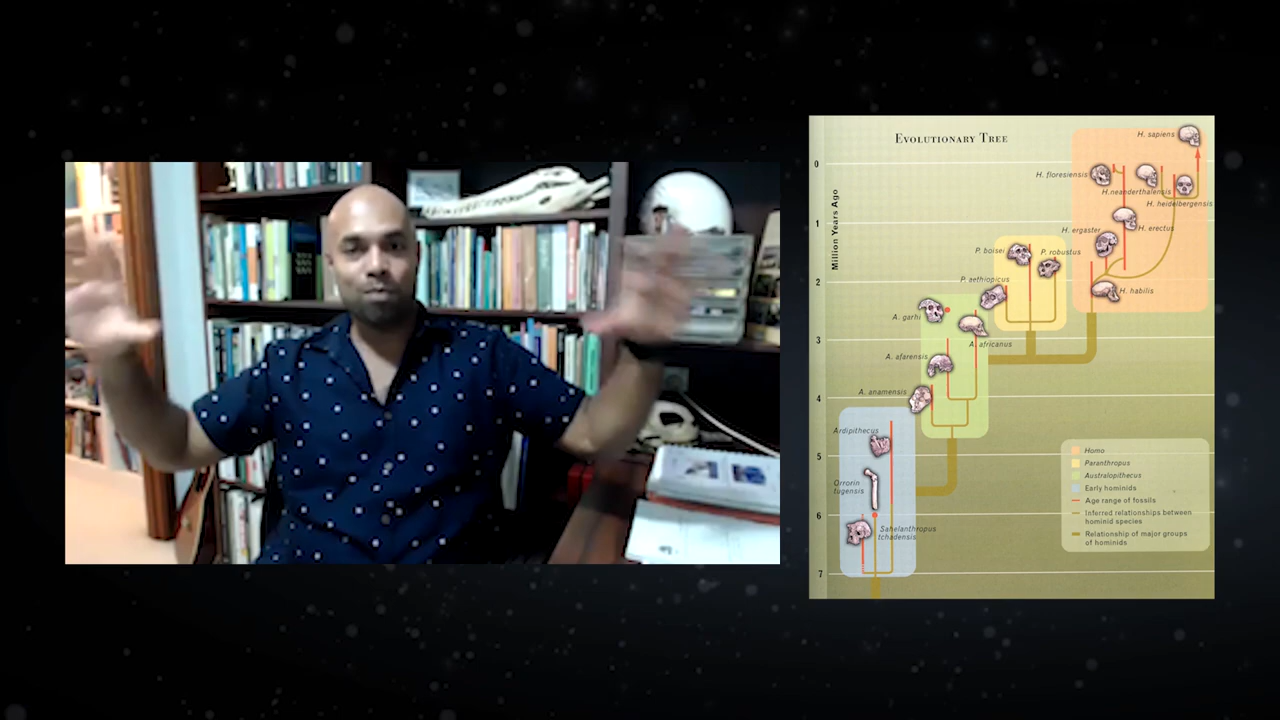 EVOLUTIONARY TREE
H. sapiens
0
H. floresiensis
H.neanderthalensis
H. heidelbergensis
Million Years Ago
1
H. ergaster
H. erectus
P. boisei
P. robustus
2
P. aethiopicus
H. habilis
A. garhi
3
A. africanus
A. afarensis
4
A. anamensis
Ardipithecus
5
Orrorin
tugensis
6
Sahelanthropus
tchadensis
7
Homo
Paranthropus
Australopithecus
Early hominids
Age range of fossils
Inferred relationships between
hominid species
Relationship of major groups
of hominids